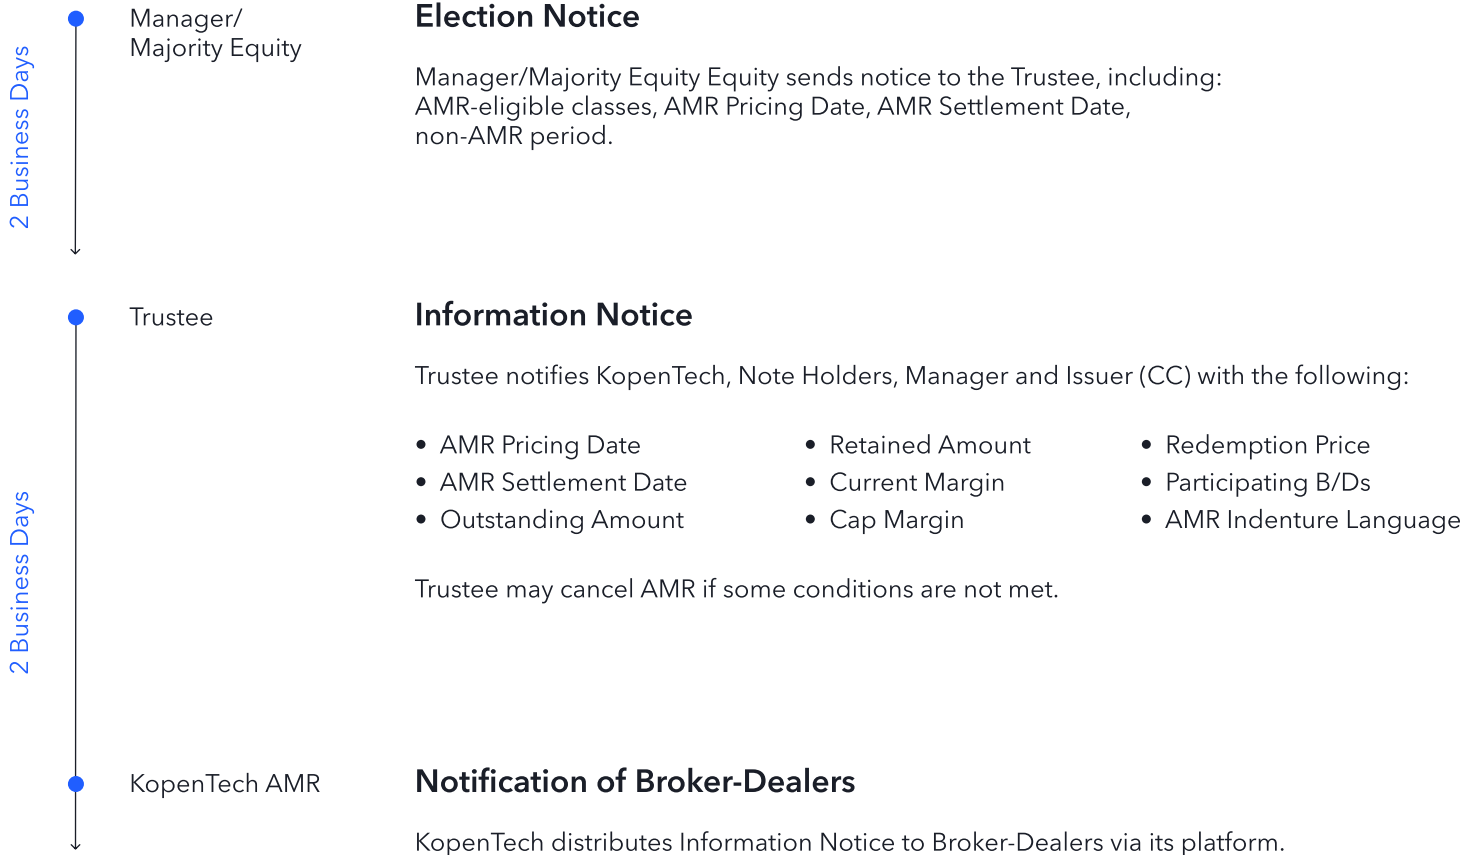 2 Business Days
Manager/
Majority Equity
Election Notice
Manager/Majority Equity Equity sends notice to the Trustee, including:
AMR-eligible classes, AMR Pricing Date, AMR Settlement Date,
non-AMR period.
2 Business Days
Trustee
Information Notice
Trustee notifies KopenTech, Note Holders, Manager and Issuer (CC) with the following:
• AMR Pricing Date
• AMR Settlement Date
• Outstanding Amount
• Retained Amount
• Current Margin
• Cap Margin
• Redemption Price
• Participating B/Ds
• AMR Indenture Language
Trustee may cancel AMR if some conditions are not met.
KopenTech AMR
Notification of Broker-Dealers
KopenTech distributes Information Notice to Broker-Dealers via its platform.